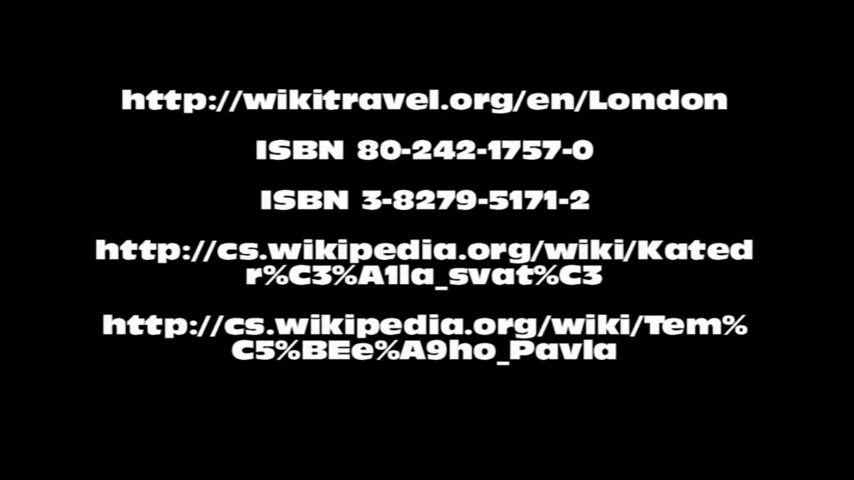 http://wikitravel.org/en/London
ISBN 80-242-1757-0
ISBN 3-8279-5171-2
http://cs.wikipedia.org/wiki/Kated
r%C3%A1la_svat%C3
http://cs.wikipedia.org/wiki/Tem%
C5%BEe%A9ho_Pavla